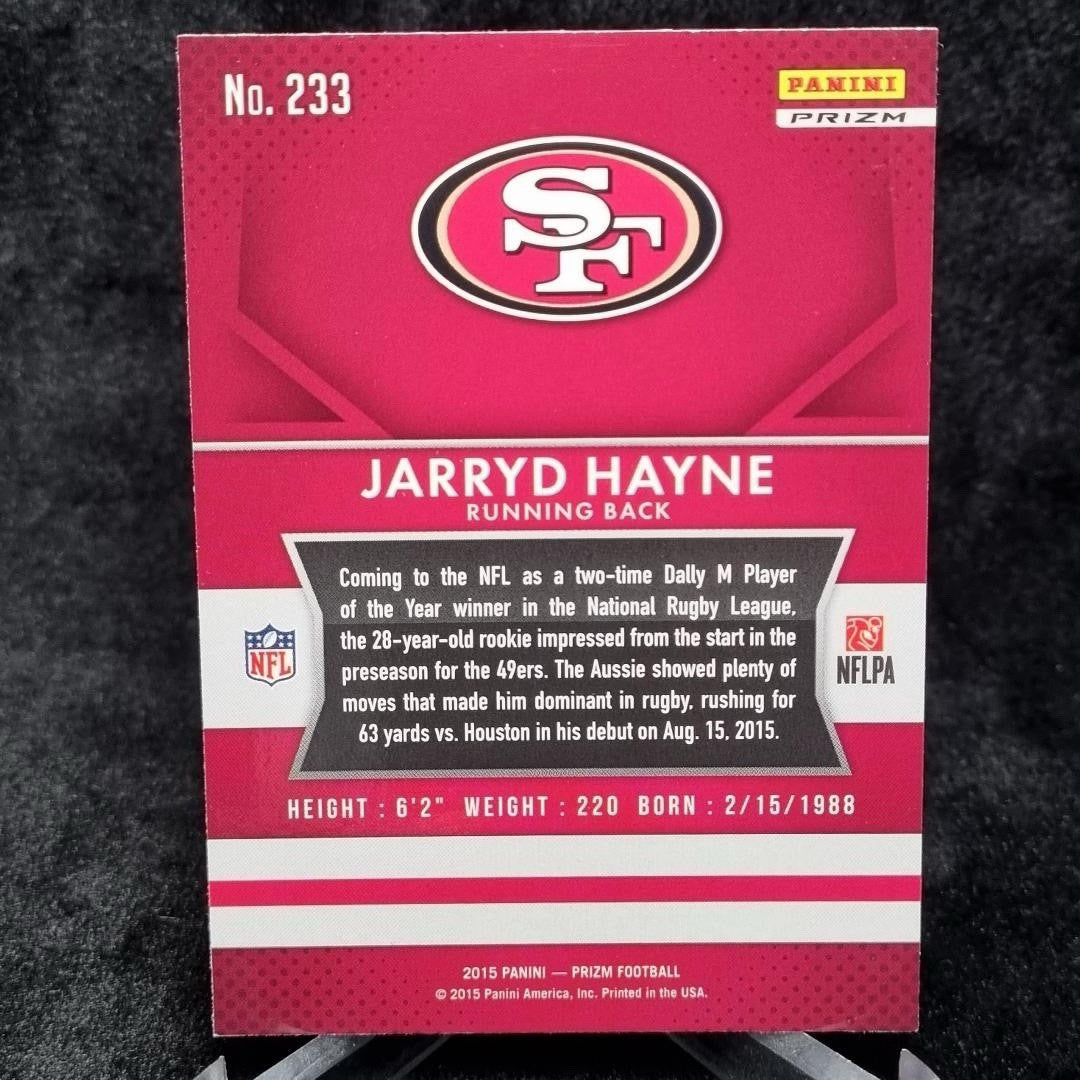 No. 233
PANINI
PRIZM
SF
JARRYD HAYNE
RUNNING BACK
Coming to the NFL as a two-time Dally M Player
of the Year winner in the National Rugby League,
the 28-year-old rookie impressed from the start in the
preseason for the 49ers. The Aussie showed plenty of
moves that made him dominant in rugby, rushing for
63 yards vs. Houston in his debut on Aug. 15, 2015.
NFL
NFLPA
HEIGHT : 6'2" WEIGHT : 220 BORN : 2/15/1988
2015 PANINI — PRIZM FOOTBALL
© 2015 Panini America, Inc. Printed in the USA.